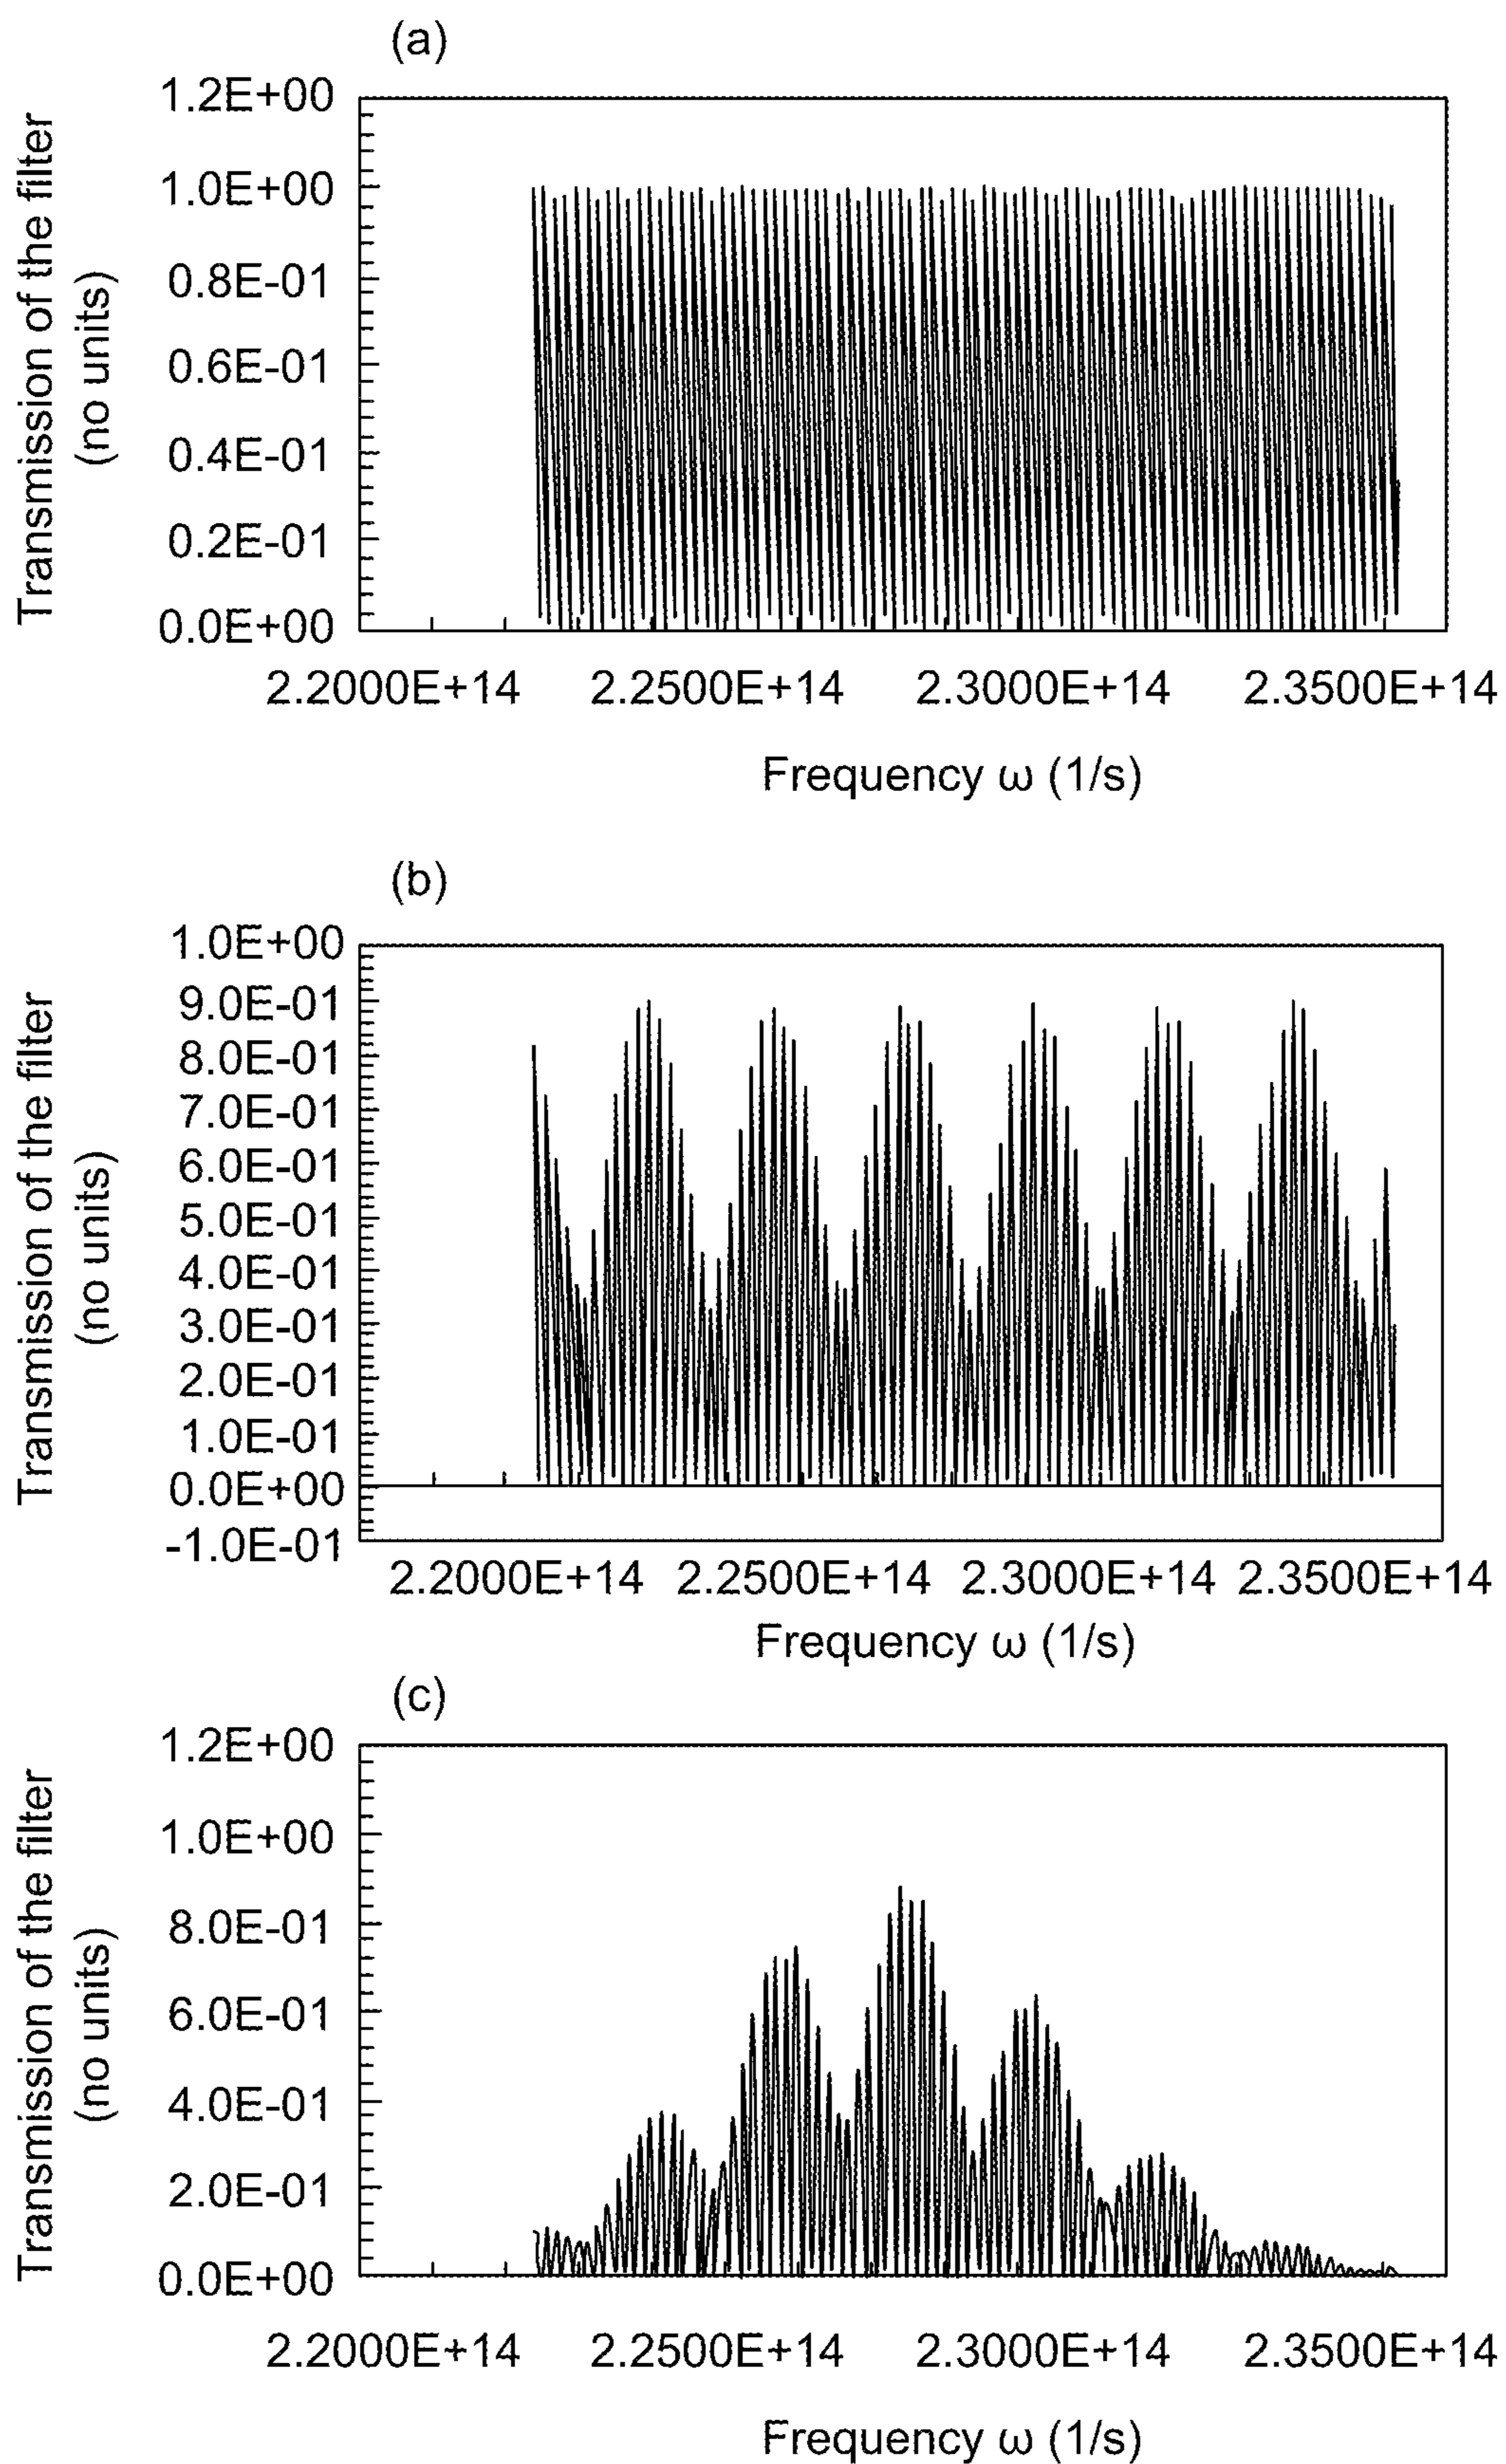 (a)
Transmission of the filter
(no units)
1.2E+00
1.0E+00
0.8E-01
0.6E-01
0.4E-01
0.2E-01
0.0E+00
2.2000E+14 2.2500E+14 2.3000E+14 2.3500E+14
Frequency ω (1/s)
(b)
Transmission of the filter
(no units)
1.0E+00
9.0E-01
8.0E-01
7.0E-01
6.0E-01
5.0E-01
4.0E-01
3.0E-01
2.0E-01
1.0E-01
0.0E+00
-1.0E-01
2.2000E+14 2.2500E+14 2.3000E+14 2.3500E+14
Frequency ω (1/s)
(c)
Transmission of the filter
(no units)
1.2E+00
1.0E+00
8.0E-01
6.0E-01
4.0E-01
2.0E-01
0.0E+00
2.2000E+14 2.2500E+14 2.3000E+14 2.3500E+14
Frequency ω (1/s)